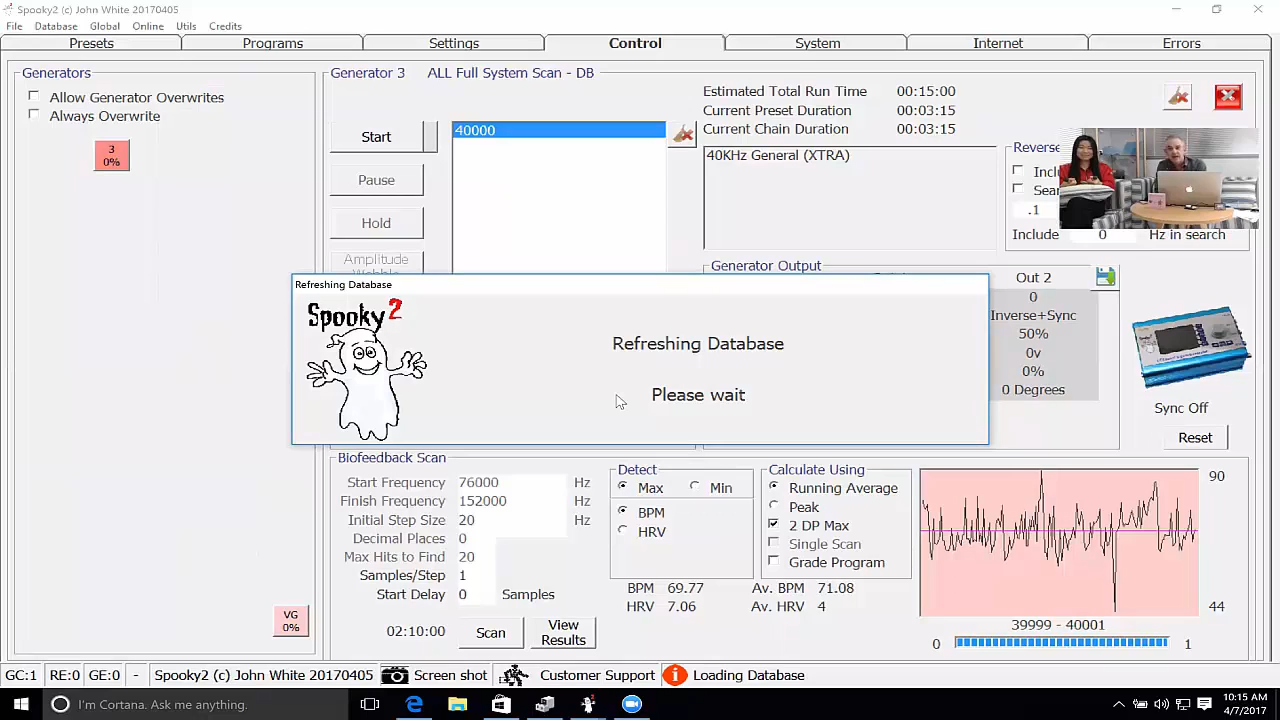 Spooky2 (c) John White 20170405
File Database Global Online Utils Credits
Presets Programs Settings Control System Internet Errors
Generators
Allow Generator Overwrites
Always Overwrite
3
0%
VG
0%
Generator 3 ALL Full System Scan - DB
Start
Pause
Hold
Amplitude
40000
Estimated Total Run Time 00:15:00
Current Preset Duration 00:03:15
Current Chain Duration 00:03:15
40KHz General (XTRA)
Reverse
Inclu
Sear
.1
Include 0 Hz in search
Generator Output
Out 2
0
Inverse+Sync
50%
0v
0%
0 Degrees
Sync Off
Reset
Refreshing Database
Spooky2
Refreshing Database
Please wait
Biofeedback Scan
Start Frequency 76000 Hz
Finish Frequency 152000 Hz
Initial Step Size 20 Hz
Decimal Places 0
Max Hits to Find 20
Samples/Step 1
Start Delay 0 Samples
02:10:00 Scan View Results
Detect
Max Min
BPM
HRV
Calculate Using
Running Average
Peak
2 DP Max
Single Scan
Grade Program
BPM 69.77 Av. BPM 71.08
HRV 7.06 Av. HRV 4
90
44
39999 - 40001
0 1
GC:1 RE:0 GE:0 - Spooky2 (c) John White 20170405 Screen shot Customer Support Loading Database
I'm Cortana. Ask me anything.
10:15 AM
4/7/2017